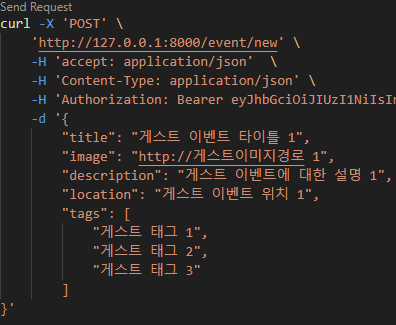 Send Request
curl -X 'POST' \
'http://127.0.0.1:8000/event/new' \
-H 'accept: application/json' \
-H 'Content-Type: application/json' \
-H 'Authorization: Bearer eyJhbGciOiJIUzI1NiIsIn
-d '{
"title": "게스트 이벤트 타이틀 1",
"image": "http://게스트이미지경로 1",
"description": "게스트 이벤트에 대한 설명 1",
"location": "게스트 이벤트 위치 1",
"tags": [
"게스트 태그 1",
"게스트 태그 2",
"게스트 태그 3"
]
}'